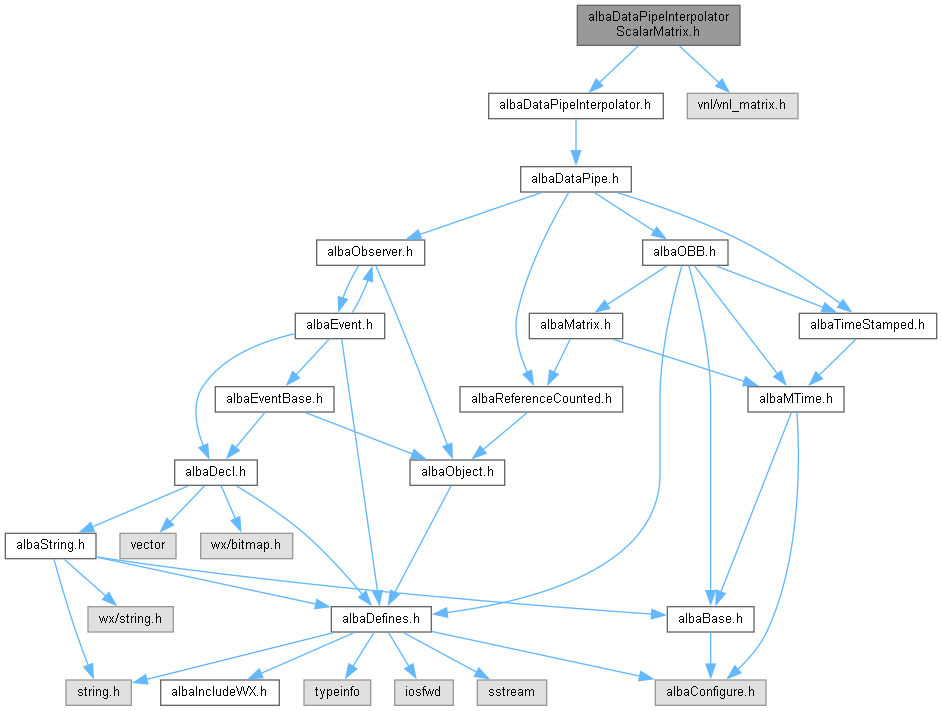 albaDataPipeInterpolator
ScalarMatrix.h
albaDataPipeInterpolator.h
vnl/vnl_matrix.h
albaDataPipe.h
albaObserver.h
albaOBB.h
albaEvent.h
albaMatrix.h
albaTimeStamped.h
albaEventBase.h
albaReferenceCounted.h
albaMTime.h
albaDecl.h
albaObject.h
albaString.h
vector
wx/bitmap.h
wx/string.h
albaDefines.h
albaBase.h
string.h
albaIncludeWX.h
typeinfo
iosfwd
sstream
albaConfigure.h